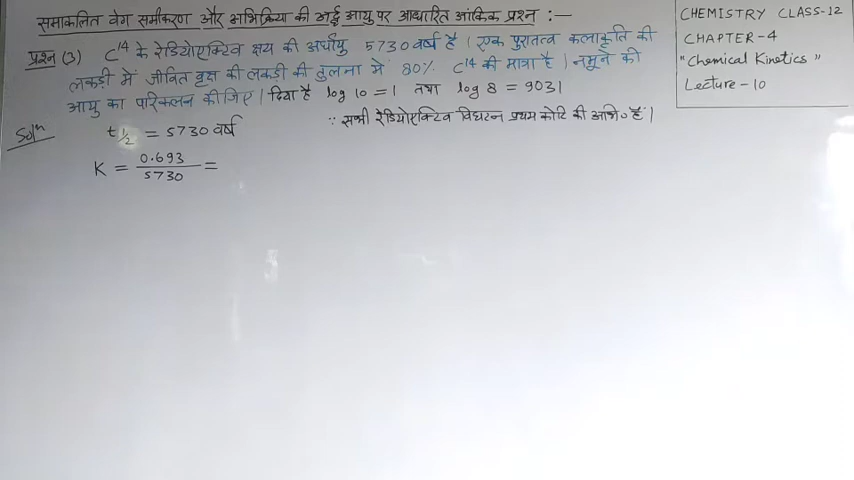 समाकलित वेग समीकरण और अभिक्रिया की अर्द्ध आयु पर आधारित आंकिक प्रश्न :—
प्रश्न (3) C¹⁴ के रेडियोएक्टिव क्षय की अर्धायु 5730 वर्ष है। एक पुरातत्व कलाकृति की
लकड़ी में जीवित वृक्ष की लकड़ी की तुलना में 80% C¹⁴ की मात्रा है। नमूने की
आयु का परिकलन कीजिए। दिया है log 10 = 1 तथा log 8 = 9031
∵ सभी रेडियोएक्टिव विघटन प्रथम कोटि की अभि० हैं।
Solⁿ
t½ = 5730 वर्ष
K = 0.693/5730 =
CHEMISTRY CLASS-12
CHAPTER-4
"Chemical Kinetics"
Lecture-10